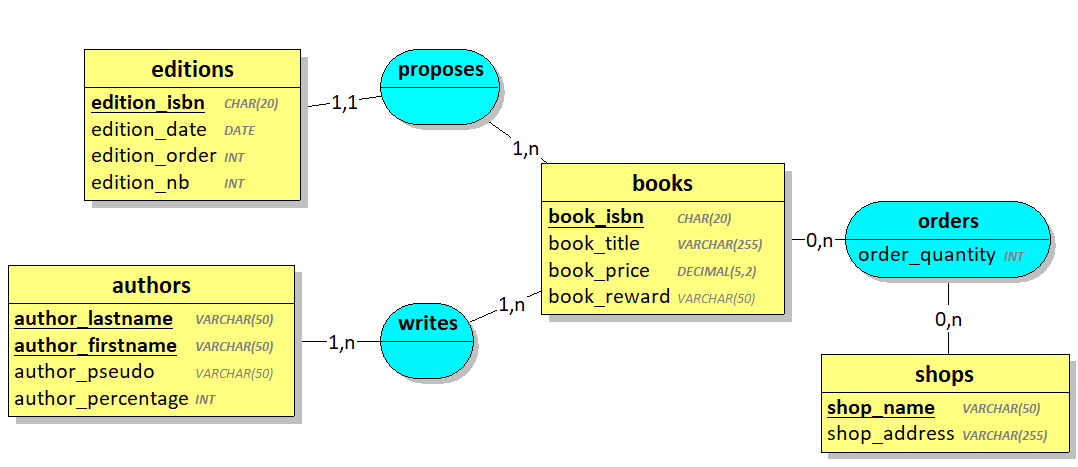 editions
edition_isbn CHAR(20)
edition_date DATE
edition_order INT
edition_nb INT
1,1
proposes
1,n
books
book_isbn CHAR(20)
book_title VARCHAR(255)
book_price DECIMAL(5,2)
book_reward VARCHAR(50)
0,n
orders
order_quantity INT
authors
author_lastname VARCHAR(50)
author_firstname VARCHAR(50)
author_pseudo VARCHAR(50)
author_percentage INT
1,n
writes
1,n
0,n
shops
shop_name VARCHAR(50)
shop_address VARCHAR(255)